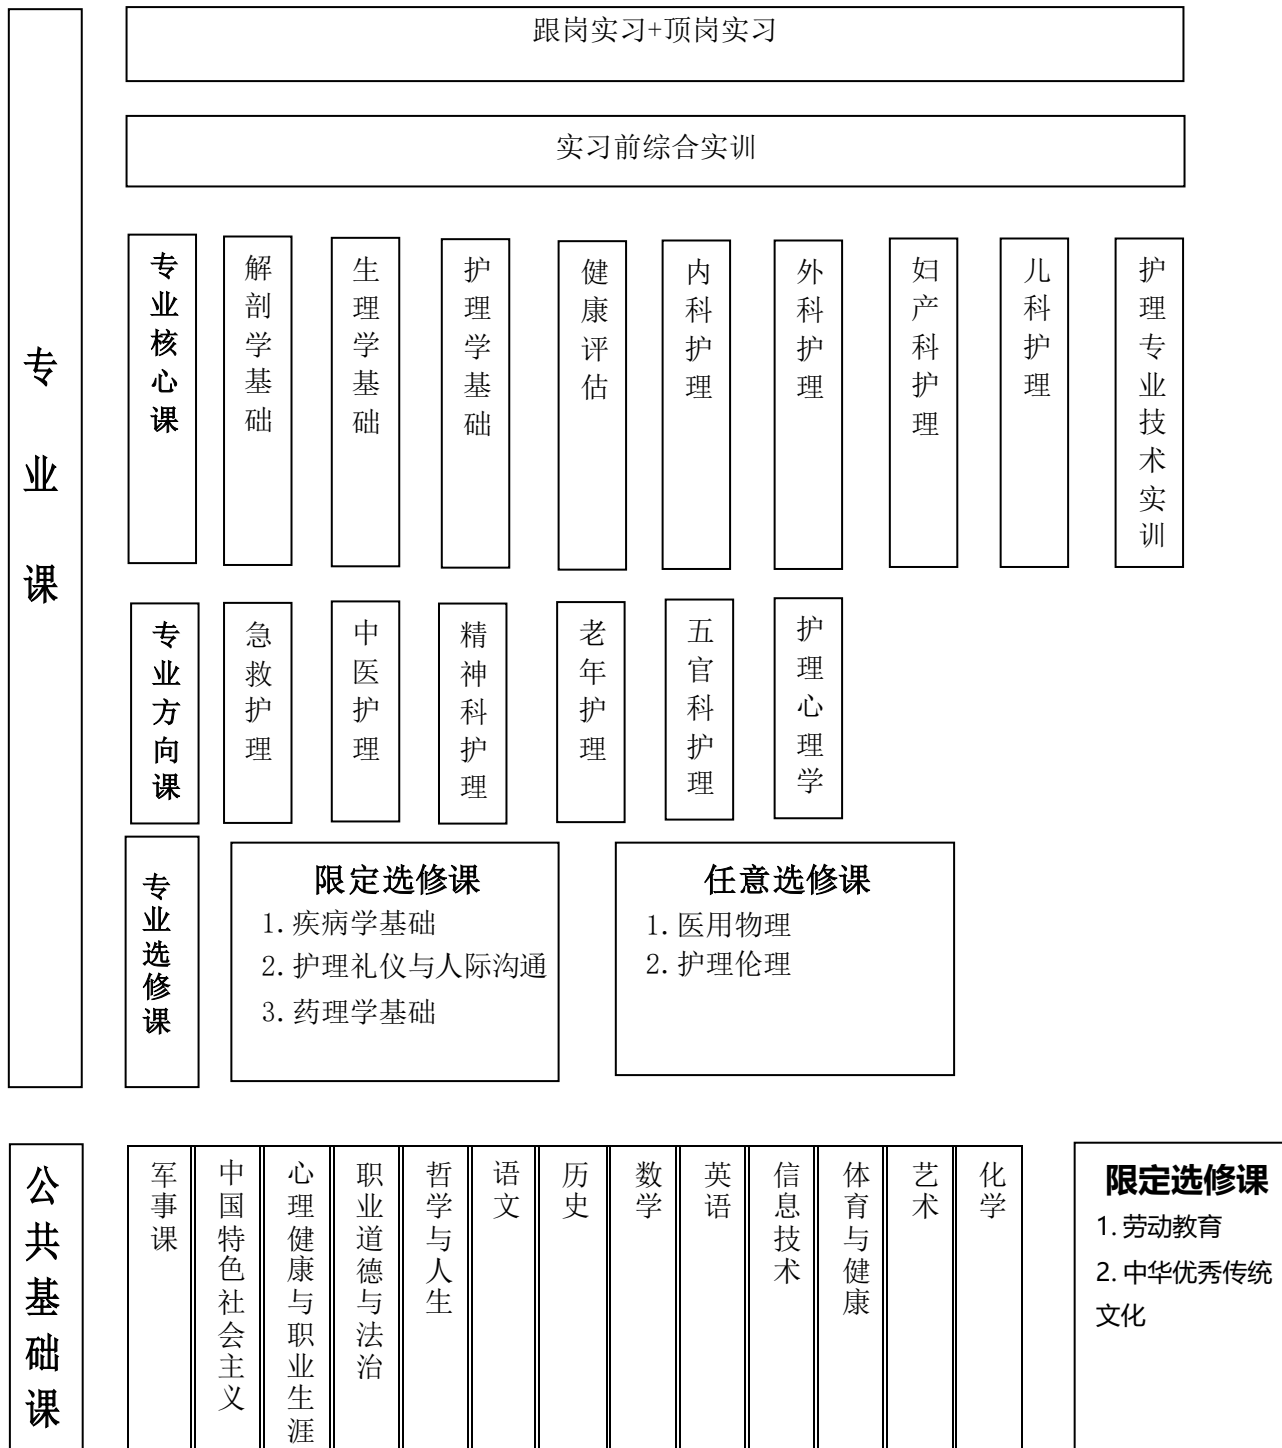 专业课
跟岗实习+顶岗实习
实习前综合实训
专业核心课
解剖学基础
生理学基础
护理学基础
健康评估
内科护理
外科护理
妇产科护理
儿科护理
护理专业技术实训
专业方向课
急救护理
中医护理
精神科护理
老年护理
五官科护理
护理心理学
专业选修课
限定选修课
1.疾病学基础
2.护理礼仪与人际沟通
3.药理学基础
任意选修课
1.医用物理
2.护理伦理
公共基础课
军事课
中国特色社会主义
心理健康与职业生涯
职业道德与法治
哲学与人生
语文
历史
数学
英语
信息技术
体育与健康
艺术
化学
限定选修课
1.劳动教育
2.中华优秀传统
文化